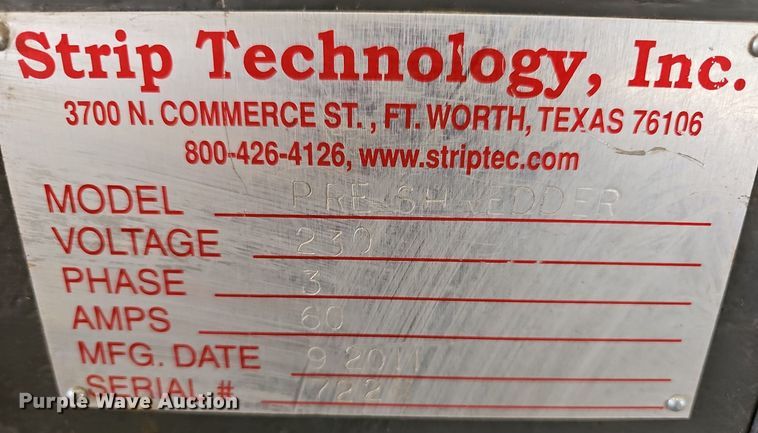 Strip Technology, Inc.
3700 N. COMMERCE ST., FT. WORTH, TEXAS 76106
800-426-4126, www.striptec.com
MODEL PRE-SHREDDER
VOLTAGE 230
PHASE 3
AMPS 60
MFG. DATE 9 2011
SERIAL #
Purple Wave Auction